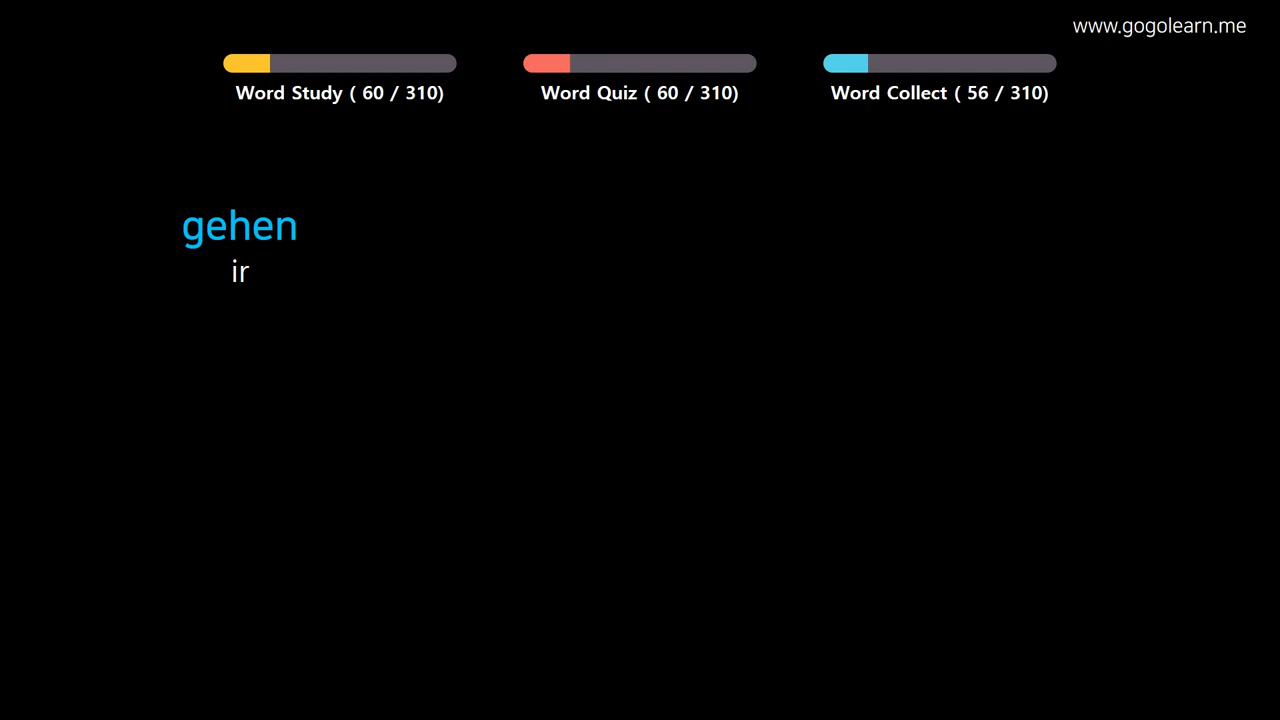 www.gogolearn.me
Word Study ( 60 / 310)
Word Quiz ( 60 / 310)
Word Collect ( 56 / 310)
gehen
ir